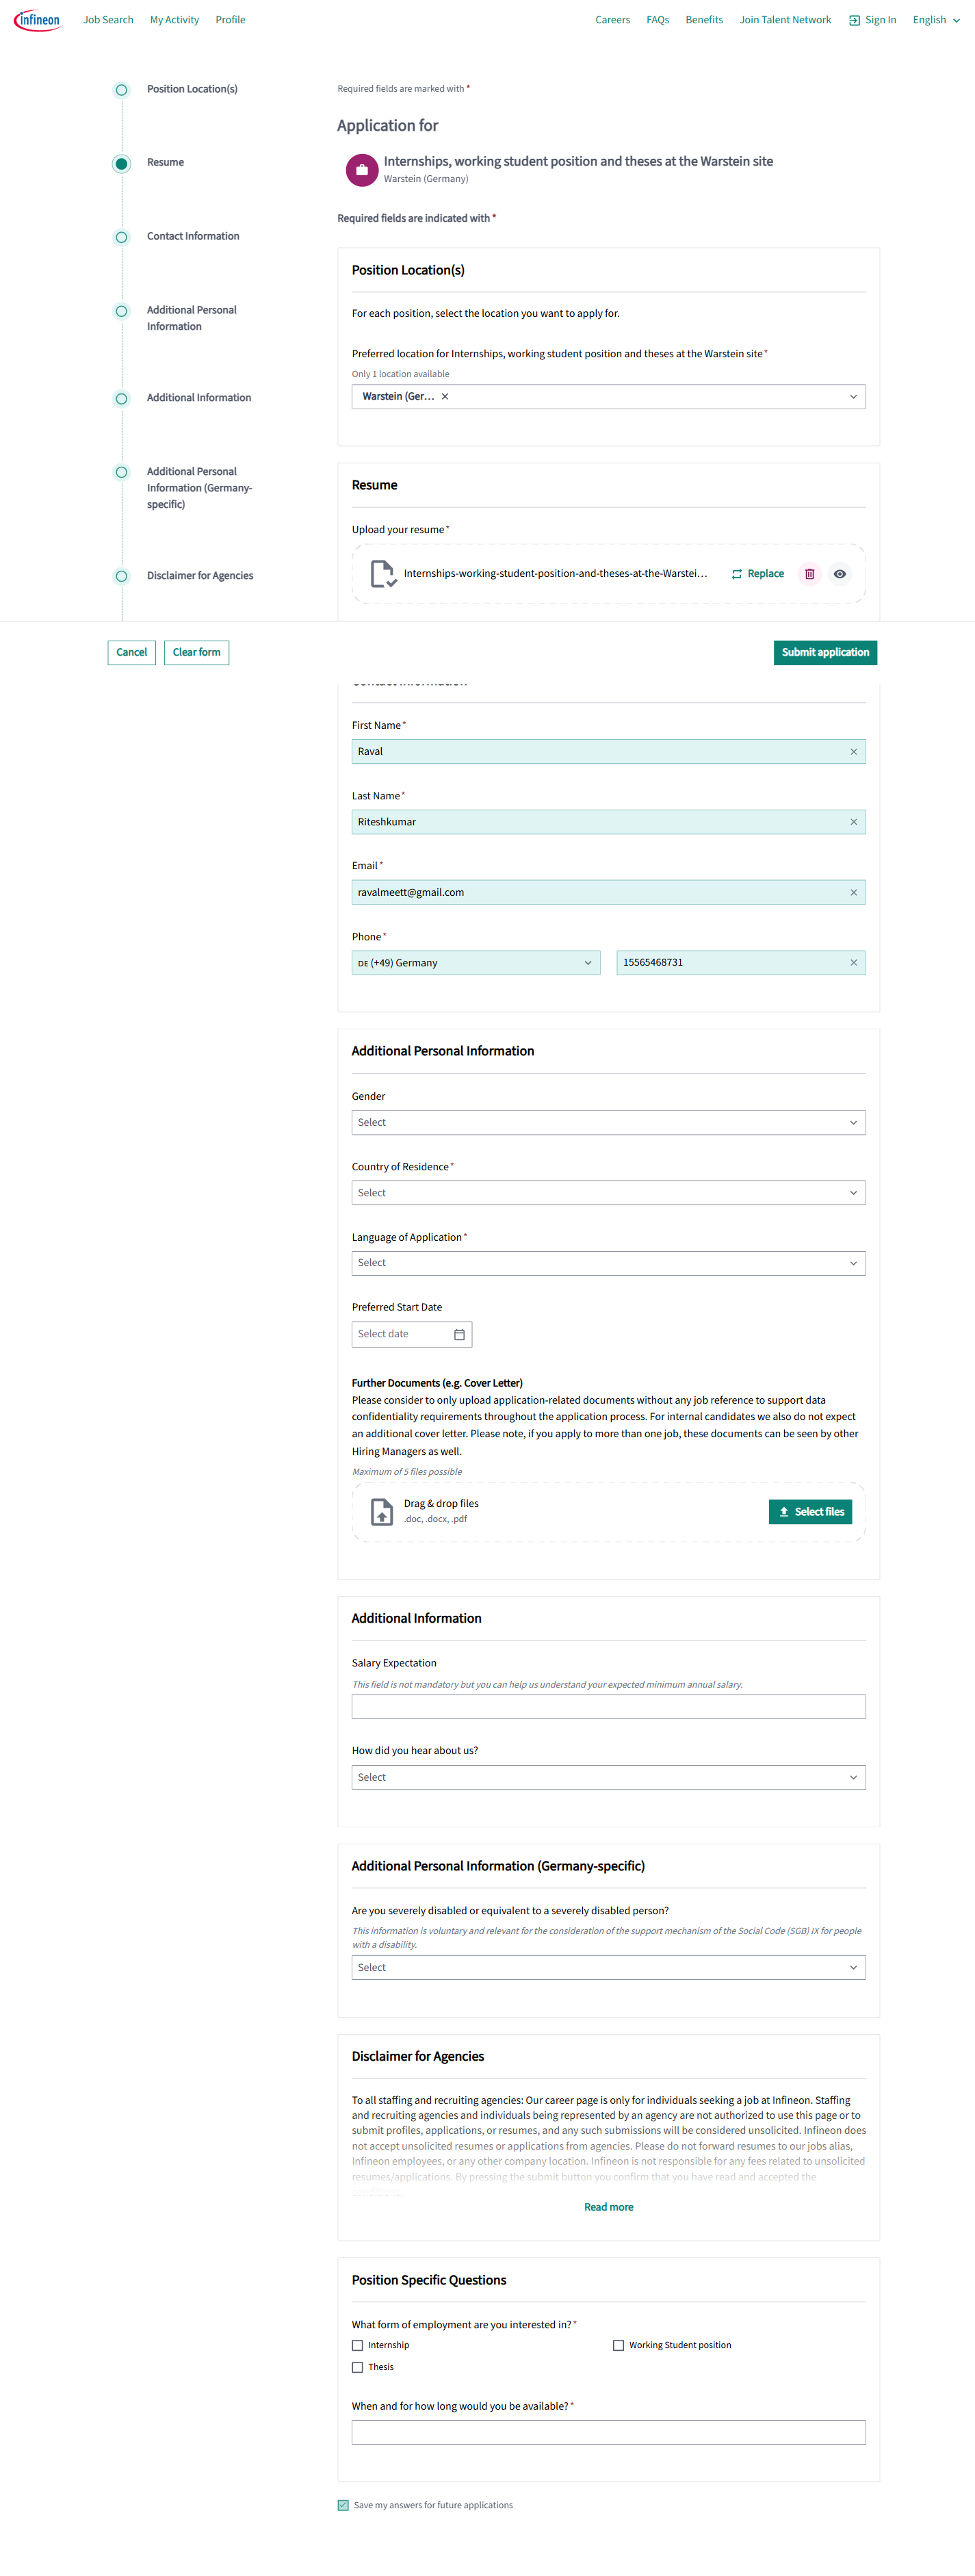 infineon
Job Search
My Activity
Profile
Careers
FAQs
Benefits
Join Talent Network
Sign In
English
Position Location(s)
Resume
Contact Information
Additional Personal
Information
Additional Information
Additional Personal
Information (Germany-
specific)
Disclaimer for Agencies
Required fields are marked with *
Application for
Internships, working student position and theses at the Warstein site
Warstein (Germany)
Required fields are indicated with *
Position Location(s)
For each position, select the location you want to apply for.
Preferred location for Internships, working student position and theses at the Warstein site*
Only 1 location available
Warstein (Ger...
Resume
Upload your resume*
Internships-working-student-position-and-theses-at-the-Warstei...
Replace
Cancel
Clear form
Submit application
Contact Information
First Name*
Raval
Last Name*
Riteshkumar
Email*
ravalmeett@gmail.com
Phone*
DE (+49) Germany
15565468731
Additional Personal Information
Gender
Select
Country of Residence*
Select
Language of Application*
Select
Preferred Start Date
Select date
Further Documents (e.g. Cover Letter)
Please consider to only upload application-related documents without any job reference to support data
confidentiality requirements throughout the application process. For internal candidates we also do not expect
an additional cover letter. Please note, if you apply to more than one job, these documents can be seen by other
Hiring Managers as well.
Maximum of 5 files possible
Drag & drop files
.doc, .docx, .pdf
Select files
Additional Information
Salary Expectation
This field is not mandatory but you can help us understand your expected minimum annual salary.
How did you hear about us?
Select
Additional Personal Information (Germany-specific)
Are you severely disabled or equivalent to a severely disabled person?
This information is voluntary and relevant for the consideration of the support mechanism of the Social Code (SGB) IX for people
with a disability.
Select
Disclaimer for Agencies
To all staffing and recruiting agencies: Our career page is only for individuals seeking a job at Infineon. Staffing
and recruiting agencies and individuals being represented by an agency are not authorized to use this page or to
submit profiles, applications, or resumes, and any such submissions will be considered unsolicited. Infineon does
not accept unsolicited resumes or applications from agencies. Please do not forward resumes to our jobs alias,
Infineon employees, or any other company location. Infineon is not responsible for any fees related to unsolicited
resumes/applications. By pressing the submit button you confirm that you have read and accepted the
Read more
Position Specific Questions
What form of employment are you interested in?*
Internship
Working Student position
Thesis
When and for how long would you be available?*
Save my answers for future applications